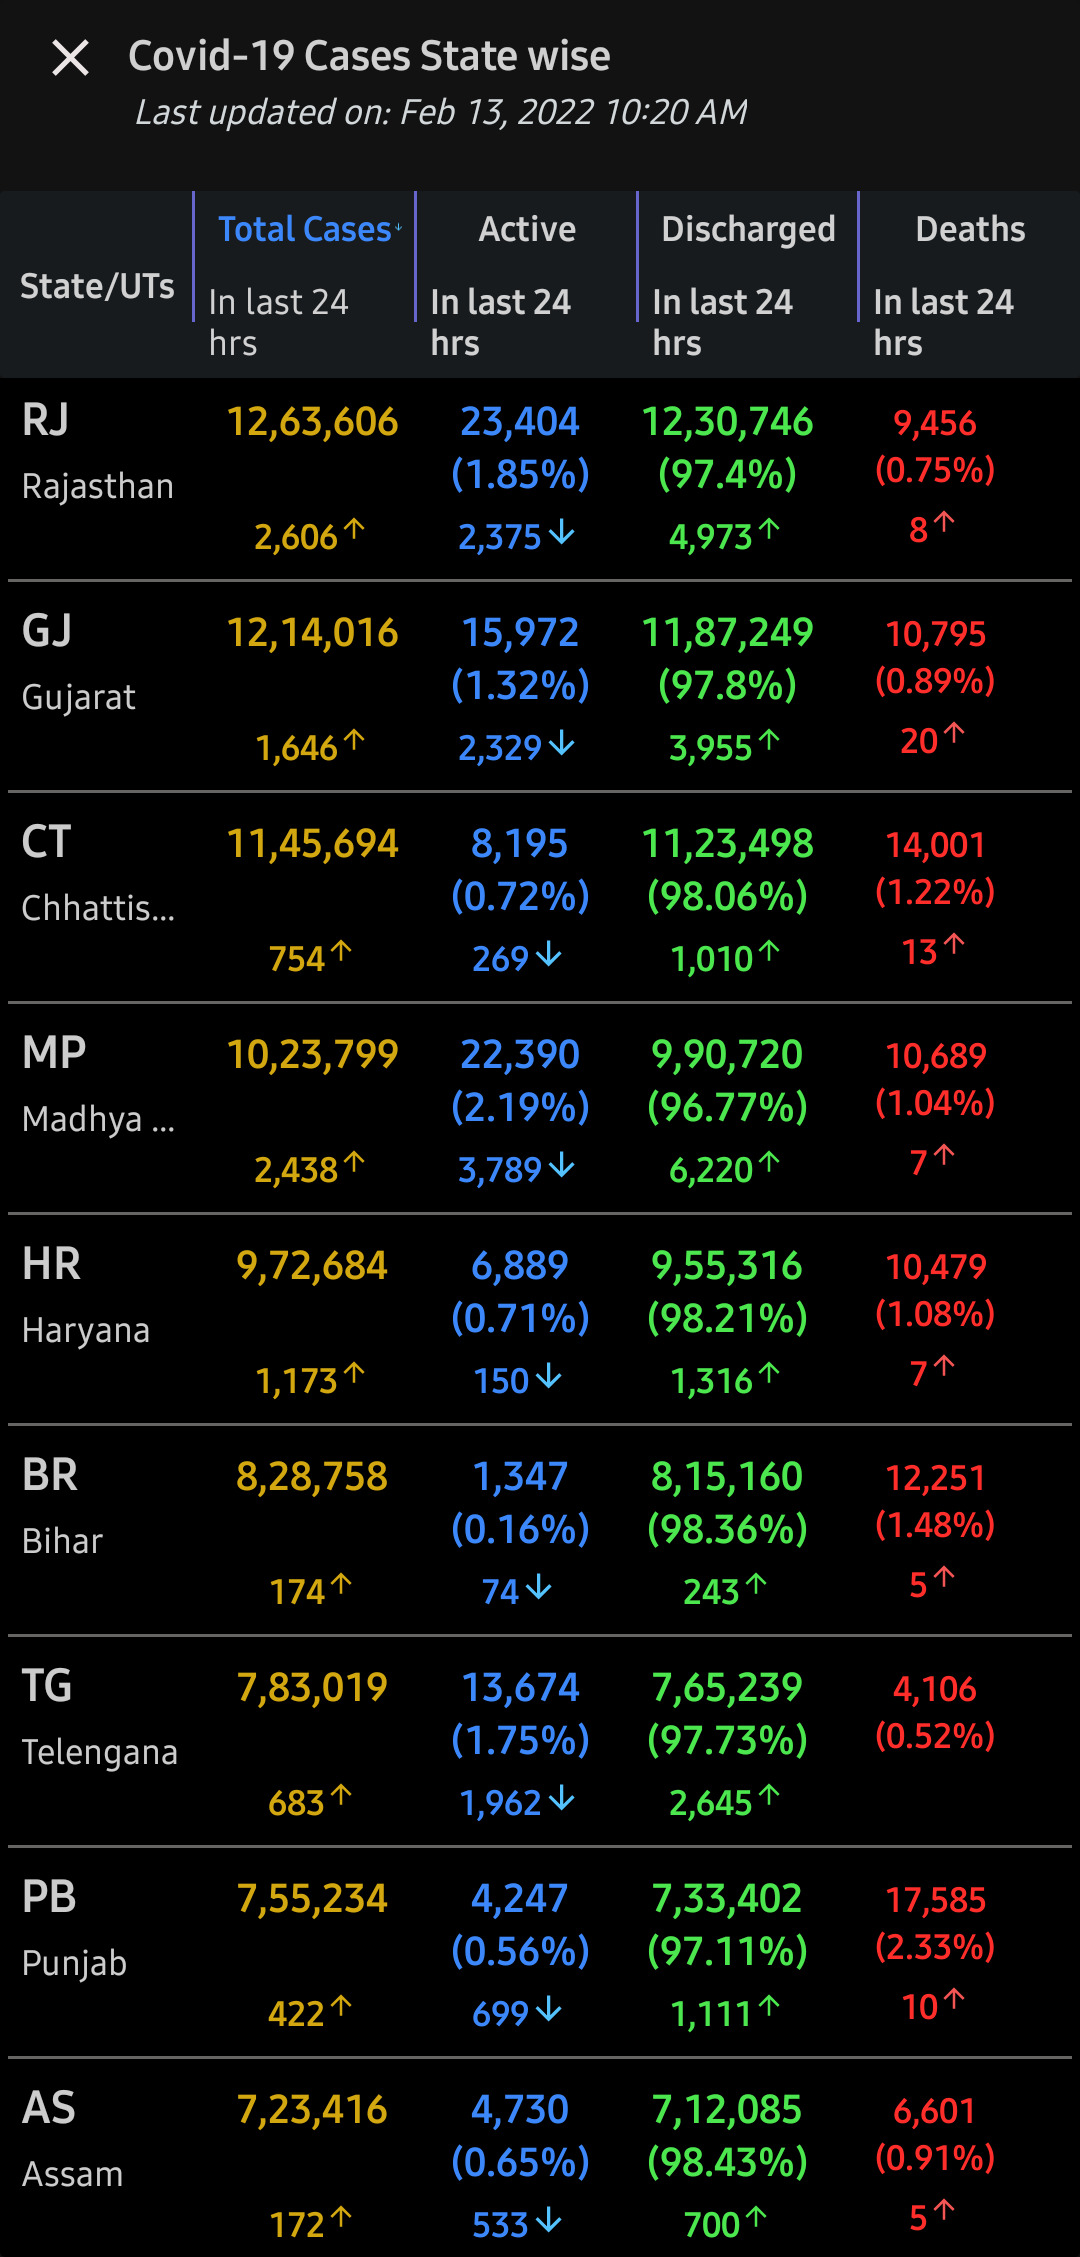 Covid-19 Cases State wise
Last updated on: Feb 13, 2022 10:20 AM
State/UTs
Total Cases↓ Active Discharged Deaths
In last 24 hrs In last 24 hrs In last 24 hrs In last 24 hrs
RJ 12,63,606 23,404 12,30,746 9,456
(1.85%) (97.4%) (0.75%)
Rajasthan
2,606↑ 2,375↓ 4,973↑ 8↑
GJ 12,14,016 15,972 11,87,249 10,795
(1.32%) (97.8%) (0.89%)
Gujarat
1,646↑ 2,329↓ 3,955↑ 20↑
CT 11,45,694 8,195 11,23,498 14,001
(0.72%) (98.06%) (1.22%)
Chhattis...
754↑ 269↓ 1,010↑ 13↑
MP 10,23,799 22,390 9,90,720 10,689
(2.19%) (96.77%) (1.04%)
Madhya ...
2,438↑ 3,789↓ 6,220↑ 7↑
HR 9,72,684 6,889 9,55,316 10,479
(0.71%) (98.21%) (1.08%)
Haryana
1,173↑ 150↓ 1,316↑ 7↑
BR 8,28,758 1,347 8,15,160 12,251
(0.16%) (98.36%) (1.48%)
Bihar
174↑ 74↓ 243↑ 5↑
TG 7,83,019 13,674 7,65,239 4,106
(1.75%) (97.73%) (0.52%)
Telengana
683↑ 1,962↓ 2,645↑
PB 7,55,234 4,247 7,33,402 17,585
(0.56%) (97.11%) (2.33%)
Punjab
422↑ 699↓ 1,111↑ 10↑
AS 7,23,416 4,730 7,12,085 6,601
(0.65%) (98.43%) (0.91%)
Assam
172↑ 533↓ 700↑ 5↑